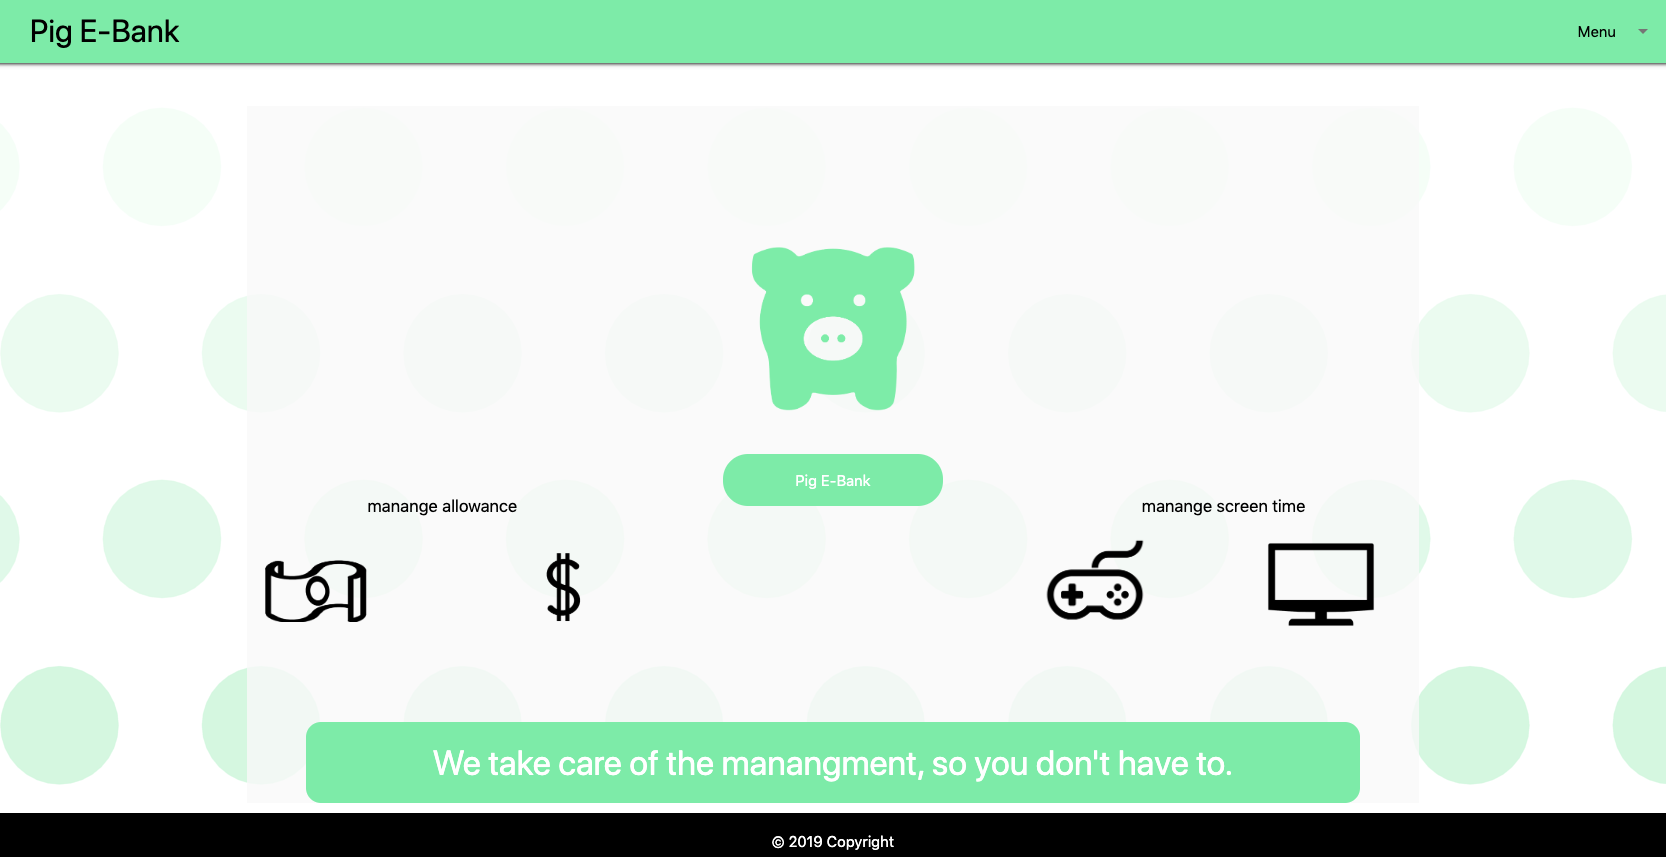 Pig E-Bank
Menu
Pig E-Bank
manange allowance
manange screen time
$
We take care of the manangment, so you don't have to.
© 2019 Copyright